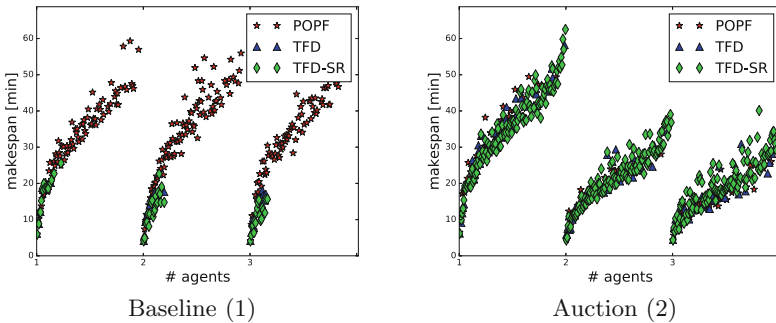 POPF
TFD
TFD-SR
makespan [min]
60
50
40
30
20
10
0
1
2
3
# agents
Baseline (1)
POPF
TFD
TFD-SR
makespan [min]
60
50
40
30
20
10
0
1
2
3
# agents
Auction (2)